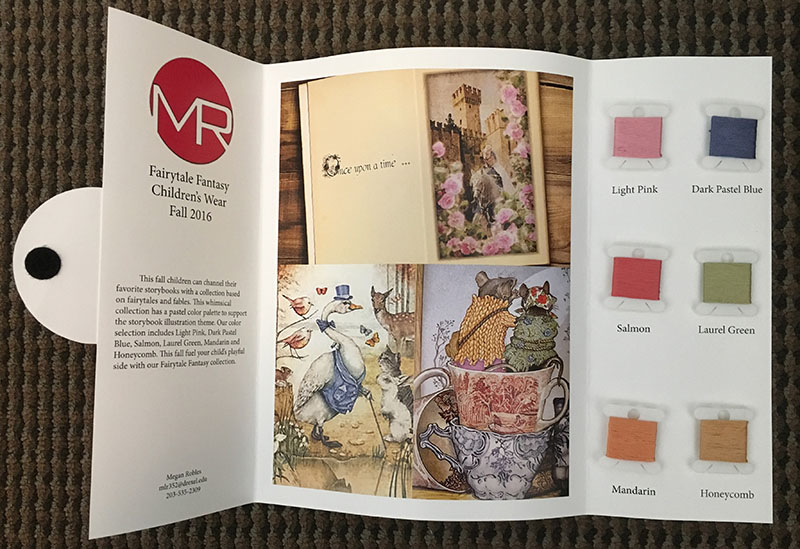 MR
Fairytale Fantasy
Children's Wear
Fall 2016
This fall children can channel their
favorite storybooks with a collection based
on fairytales and fables. This whimsical
collection has a pastel color palette to support
the storybook illustration theme. Our color
selection includes Light Pink, Dark Pastel
Blue, Salmon, Laurel Green, Mandarin and
Honeycomb. This fall fuel your child's playful
side with our Fairytale Fantasy collection.
Megan Robles
mlr352@drexel.edu
203-335-2309
Once upon a time ...
Light Pink
Dark Pastel Blue
Salmon
Laurel Green
Mandarin
Honeycomb